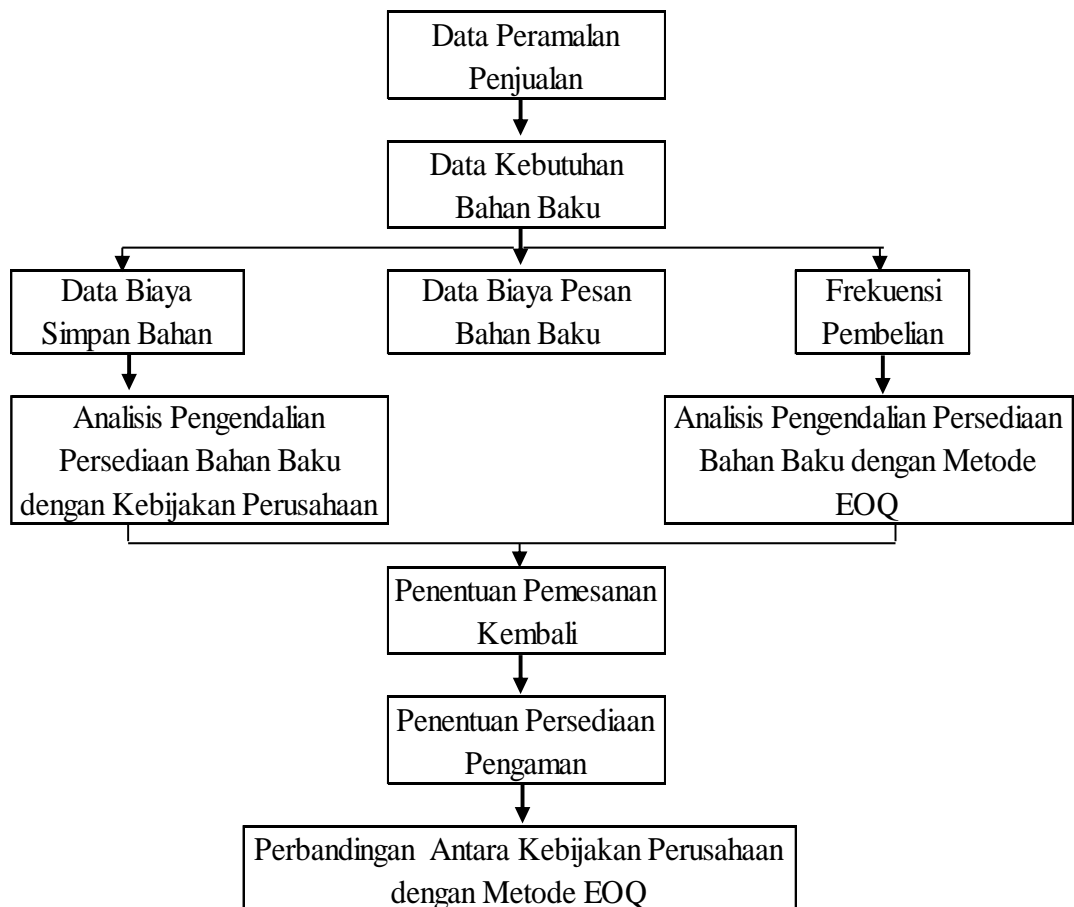 Data Peramalan
Penjualan
Data Kebutuhan
Bahan Baku
Data Biaya
Simpan Bahan
Data Biaya Pesan
Bahan Baku
Frekuensi
Pembelian
Analisis Pengendalian
Persediaan Bahan Baku
dengan Kebijakan Perusahaan
Analisis Pengendalian Persediaan
Bahan Baku dengan Metode
EOQ
Penentuan Pemesanan
Kembali
Penentuan Persediaan
Pengaman
Perbandingan Antara Kebijakan Perusahaan
dengan Metode EOQ